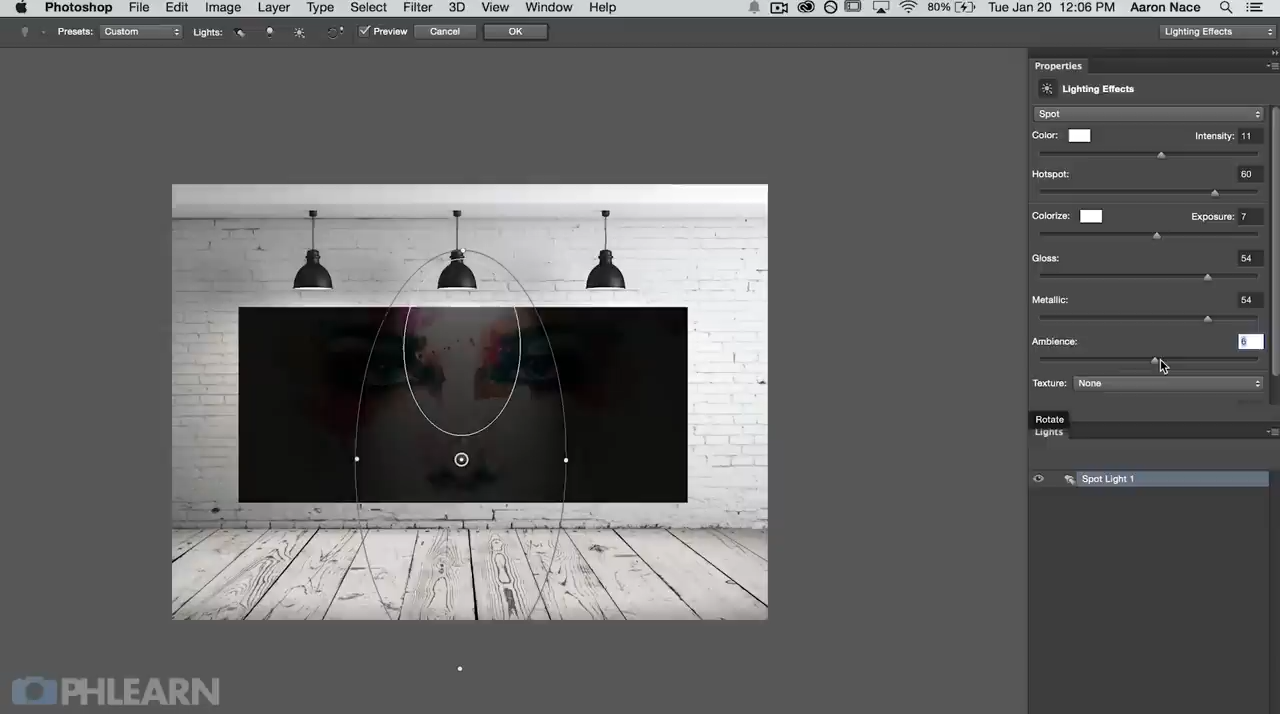 Photoshop File Edit Image Layer Type Select Filter 3D View Window Help 80% Tue Jan 20 12:06 PM Aaron Nace
Presets: Custom Lights: Preview Cancel OK Lighting Effects
Properties
Lighting Effects
Spot
Color: Intensity: 11
Hotspot: 60
Colorize: Exposure: 7
Gloss: 54
Metallic: 54
Ambience: 6
Texture: None
Rotate
Lights
Spot Light 1
PHLEARN